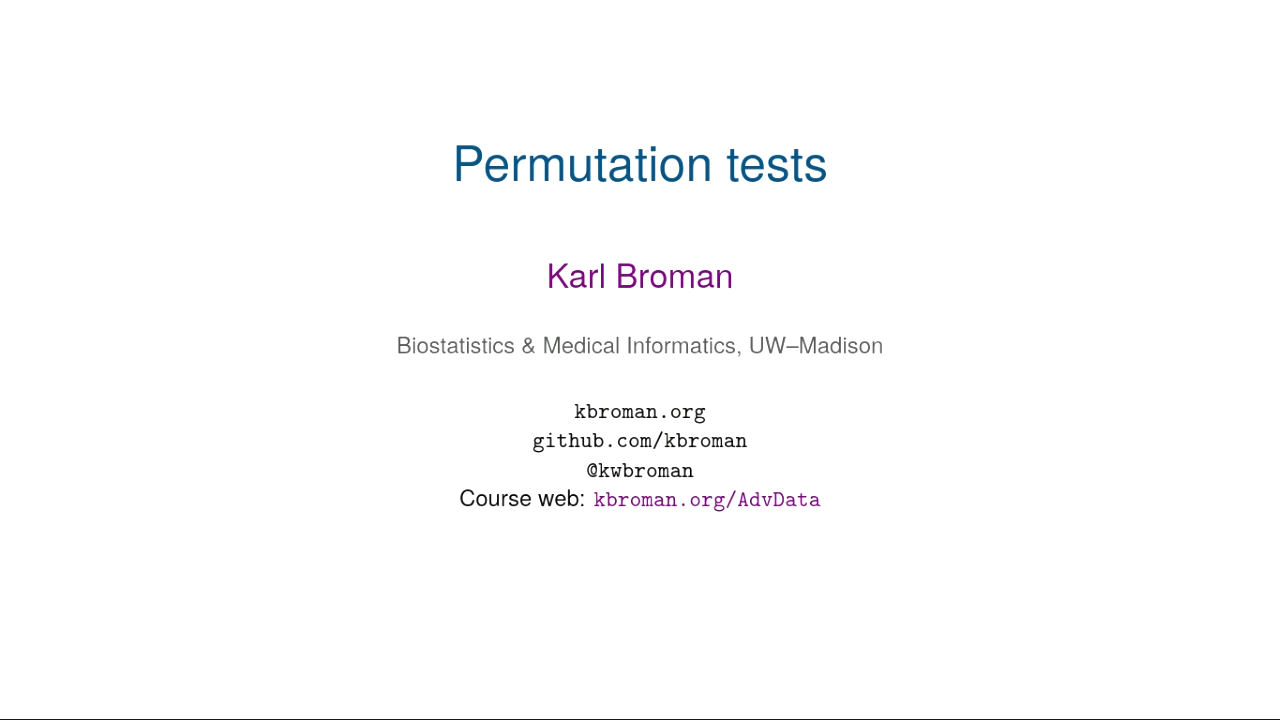 Permutation tests
Karl Broman
Biostatistics & Medical Informatics, UW–Madison
kbroman.org
github.com/kbroman
@kwbroman
Course web: kbroman.org/AdvData